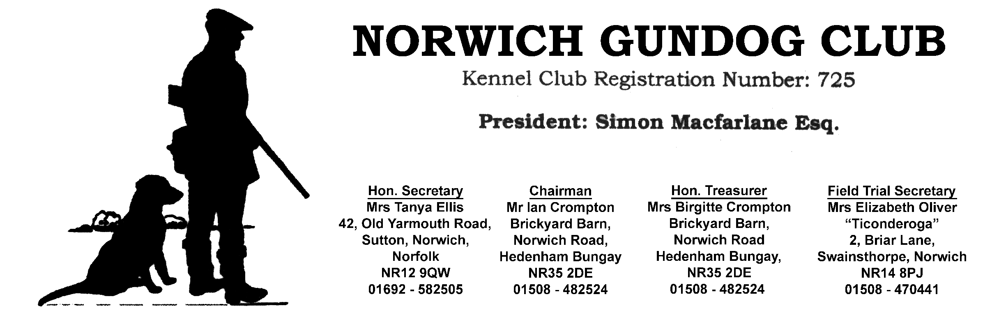 NORWICH GUNDOG CLUB
Kennel Club Registration Number: 725
President: Simon Macfarlane Esq.
Hon. Secretary
Mrs Tanya Ellis
42, Old Yarmouth Road,
Sutton, Norwich,
Norfolk
NR12 9QW
01692 - 582505
Chairman
Mr Ian Crompton
Brickyard Barn,
Norwich Road,
Hedenham Bungay
NR35 2DE
01508 - 482524
Hon. Treasurer
Mrs Birgitte Crompton
Brickyard Barn,
Norwich Road
Hedenham Bungay,
NR35 2DE
01508 - 482524
Field Trial Secretary
Mrs Elizabeth Oliver
“Ticonderoga”
2, Briar Lane,
Swainsthorpe, Norwich
NR14 8PJ
01508 - 470441